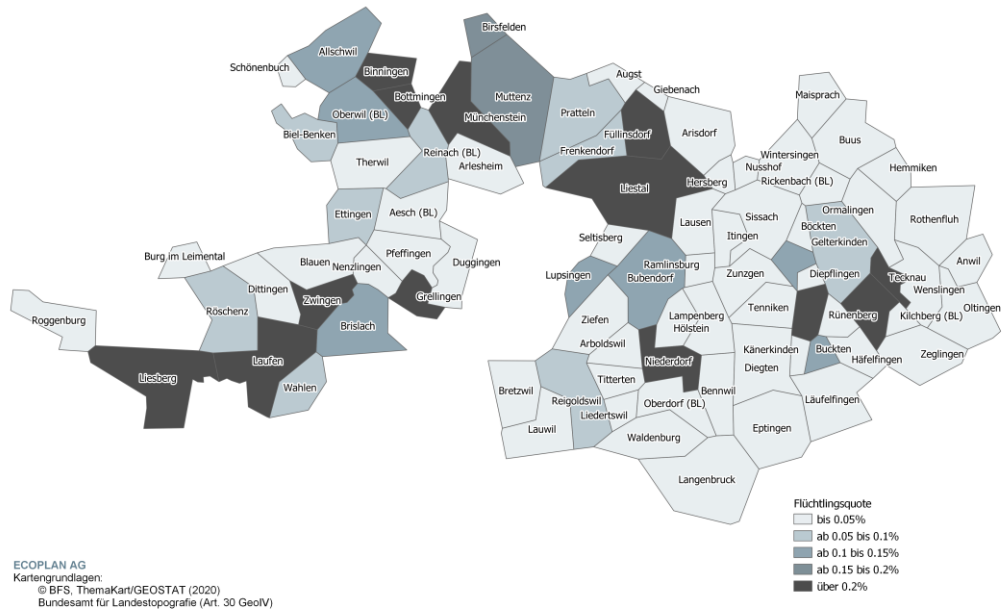 Birsfelden
Allschwil
Schönenbuch
Binningen
Augst
Bottmingen
Muttenz
Giebenach
Maisprach
Oberwil (BL)
Münchenstein
Pratteln
Biel-Benken
Füllinsdorf
Arisdorf
Buus
Reinach (BL)
Frenkendorf
Wintersingen
Therwil
Arlesheim
Nusshof
Hemmiken
Hersberg
Rickenbach (BL)
Liestal
Ettingen
Aesch (BL)
Lausen
Sissach
Ormalingen
Rothenfluh
Böckten
Seltisberg
Itingen
Gelterkinden
Burg im Leimental
Pfeffingen
Blauen
Nenzlingen
Duggingen
Ramlinsburg
Anwil
Lupsingen
Bubendorf
Zunzgen
Diepflingen
Tecknau
Dittingen
Wenslingen
Zwingen
Grellingen
Röschenz
Tenniken
Oltingen
Roggenburg
Brislach
Ziefen
Lampenberg
Rünenberg
Kilchberg (BL)
Hölstein
Arboldswil
Känerkinden
Buckten
Zeglingen
Laufen
Niederdorf
Häfelfingen
Liesberg
Diegten
Titterten
Wahlen
Bretzwil
Bennwil
Reigoldswil
Oberdorf (BL)
Läufelfingen
Liedertswil
Lauwil
Waldenburg
Eptingen
Langenbruck
Flüchtlingsquote
bis 0.05%
ab 0.05 bis 0.1%
ab 0.1 bis 0.15%
ab 0.15 bis 0.2%
über 0.2%
ECOPLAN AG
Kartengrundlagen:
© BFS, ThemaKart/GEOSTAT (2020)
Bundesamt für Landestopografie (Art. 30 GeoIV)